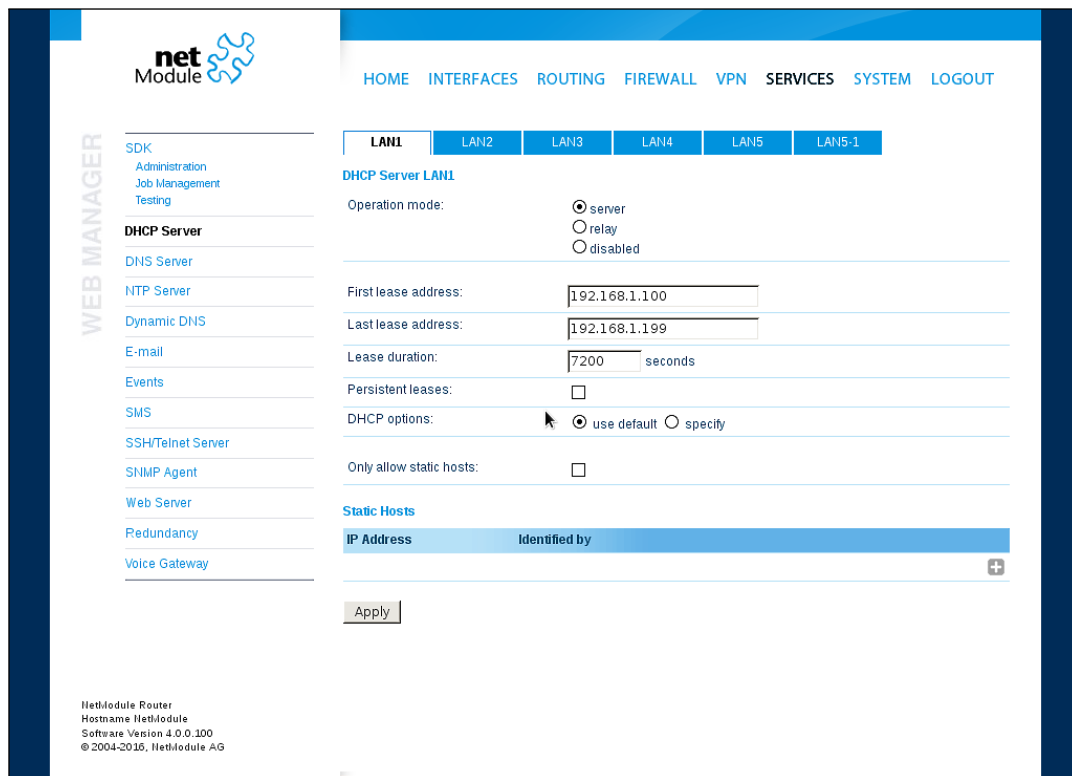 net
Module
HOME INTERFACES ROUTING FIREWALL VPN SERVICES SYSTEM LOGOUT
WEB MANAGER
SDK
Administration
Job Management
Testing
DHCP Server
DNS Server
NTP Server
Dynamic DNS
E-mail
Events
SMS
SSH/Telnet Server
SNMP Agent
Web Server
Redundancy
Voice Gateway
LAN1 LAN2 LAN3 LAN4 LAN5 LAN5-1
DHCP Server LAN1
Operation mode: server
relay
disabled
First lease address: 192.168.1.100
Last lease address: 192.168.1.199
Lease duration: 7200 seconds
Persistent leases:
DHCP options: use default specify
Only allow static hosts:
Static Hosts
IP Address Identified by
Apply
NetModule Router
Hostname NetModule
Software Version 4.0.0.100
© 2004-2016, NetModule AG